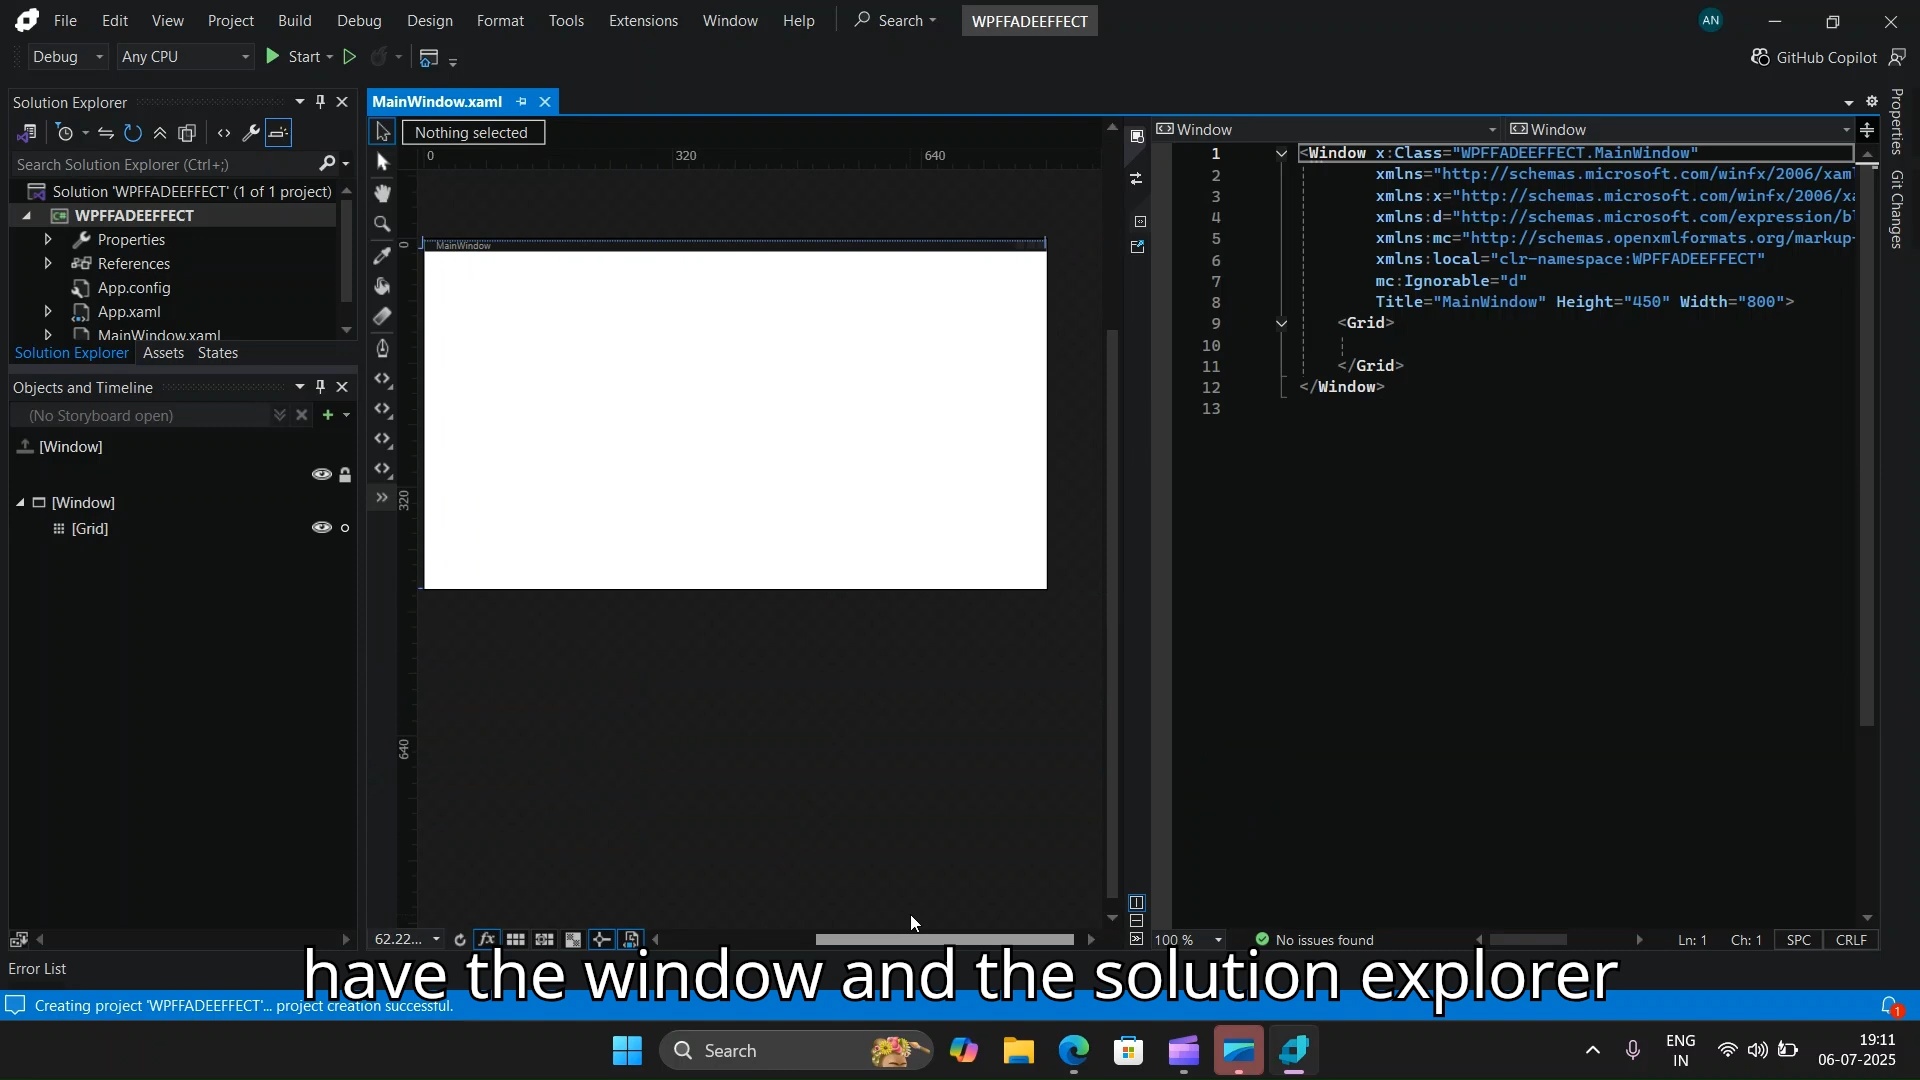 File Edit View Project Build Debug Design Format Tools Extensions Window Help Search WPFFADEEFFECT AN
Debug Any CPU Start GitHub Copilot
Solution Explorer
Search Solution Explorer (Ctrl+;)
Solution 'WPFFADEEFFECT' (1 of 1 project)
WPFFADEEFFECT
Properties
References
App.config
App.xaml
MainWindow.xaml
Solution Explorer Assets States
Objects and Timeline
(No Storyboard open)
[Window]
[Window]
[Grid]
MainWindow.xaml
Nothing selected
0 320 640
0
320
640
MainWindow
62.22...
Window Window
1 <Window x:Class="WPFFADEEFFECT.MainWindow"
2 xmlns="http://schemas.microsoft.com/winfx/2006/xam
3 xmlns:x="http://schemas.microsoft.com/winfx/2006/xa
4 xmlns:d="http://schemas.microsoft.com/expression/b
5 xmlns:mc="http://schemas.openxmlformats.org/markup-
6 xmlns:local="clr-namespace:WPFFADEEFFECT"
7 mc:Ignorable="d"
8 Title="MainWindow" Height="450" Width="800">
9 <Grid>
10
11 </Grid>
12 </Window>
13
100 % No issues found Ln: 1 Ch: 1 SPC CRLF
Properties
Git Changes
Error List
have the window and the solution explorer
Creating project 'WPFFADEEFFECT'... project creation successful.
1
Search
ENG
IN
19:11
06-07-2025